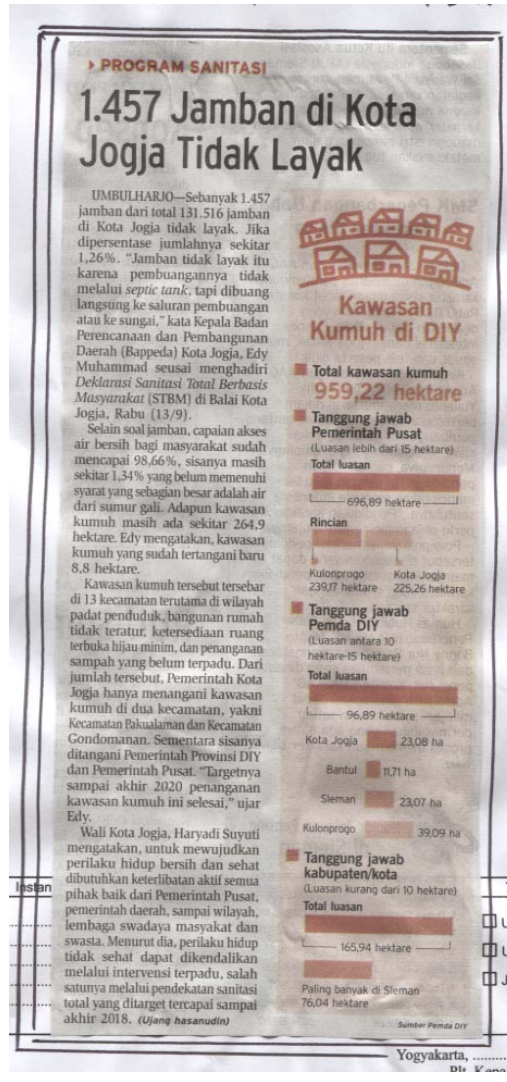 PROGRAM SANITASI
1.457 Jamban di Kota
Jogja Tidak Layak
UMBULHARJO—Sebanyak 1.457
jamban dari total 131.516 jamban
di Kota Jogja tidak layak. Jika
dipersentase jumlahnya sekitar
1,26%. “Jamban tidak layak itu
karena pembuangannya tidak
melalui septic tank, tapi dibuang
langsung ke saluran pembuangan
atau ke sungai,” kata Kepala Badan
Perencanaan dan Pembangunan
Daerah (Bappeda) Kota Jogja, Edy
Muhammad seusai menghadiri
Deklarasi Sanitasi Total Berbasis
Masyarakat (STBM) di Balai Kota
Jogja, Rabu (13/9).
Selain soal jamban, capaian akses
air bersih bagi masyarakat sudah
mencapai 98,66%, sisanya masih
sekitar 1,34% yang belum memenuhi
syarat yang sebagian besar adalah air
dari sumur gali. Adapun kawasan
kumuh masih ada sekitar 264,9
hektare. Edy mengatakan, kawasan
kumuh yang sudah tertangani baru
8,8 hektare.
Kawasan kumuh tersebut tersebar
di 13 kecamatan terutama di wilayah
padat penduduk, bangunan rumah
tidak teratur, ketersediaan ruang
terbuka hijau minim, dan penanganan
sampah yang belum terpadu. Dari
jumlah tersebut, Pemerintah Kota
Jogja hanya menangani kawasan
kumuh di dua kecamatan, yakni
Kecamatan Pakualaman dan Kecamatan
Gondomanan. Sementara sisanya
ditangani Pemerintah Provinsi DIY
dan Pemerintah Pusat. “Targetnya
sampai akhir 2020 penanganan
kawasan kumuh ini selesai,” ujar
Edy.
Wali Kota Jogja, Haryadi Suyuti
mengatakan, untuk mewujudkan
perilaku hidup bersih dan sehat
dibutuhkan keterlibatan aktif semua
pihak baik dari Pemerintah Pusat,
pemerintah daerah, sampai wilayah,
lembaga swadaya masyakat dan
swasta. Menurut dia, perilaku hidup
tidak sehat dapat dikendalikan
melalui intervensi terpadu, salah
satunya melalui pendekatan sanitasi
total yang ditarget tercapai sampai
akhir 2018. (Ujang hasanudin)
Kawasan
Kumuh di DIY
Total kawasan kumuh
959,22 hektare
Tanggung jawab
Pemerintah Pusat
(Luasan lebih dari 15 hektare)
Total luasan
696,89 hektare
Rincian
Kulonprogo Kota Jogja
239,17 hektare 225,26 hektare
Tanggung jawab
Pemda DIY
(Luasan antara 10
hektare-15 hektare)
Total luasan
96,89 hektare
Kota Jogja 23,08 ha
Bantul 11,71 ha
Sleman 23,07 ha
Kulonprogo 39,09 ha
Tanggung jawab
kabupaten/kota
(Luasan kurang dari 10 hektare)
Total luasan
165,94 hektare
Paling banyak di Sleman
76,04 hektare
Sumber Pemda DIY
Instan
Yogyakarta, ..........